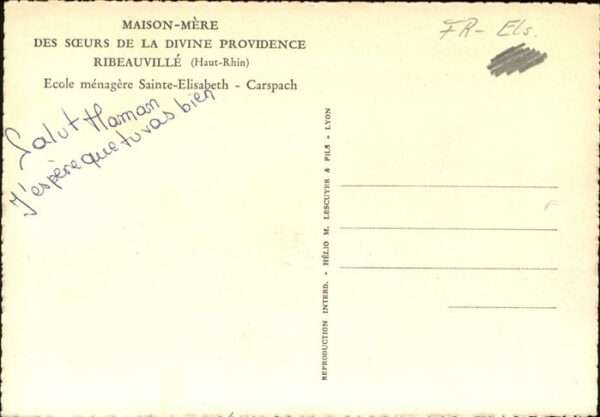 MAISON-MÈRE
DES SŒURS DE LA DIVINE PROVIDENCE
RIBEAUVILLÉ (Haut-Rhin)
Ecole ménagère Sainte-Elisabeth - Carspach
FR- Els.
Salut Maman
J'espère que tu vas bien
REPRODUCTION INTERD. - HÉLIO M. LESCUYER & FILS - LYON